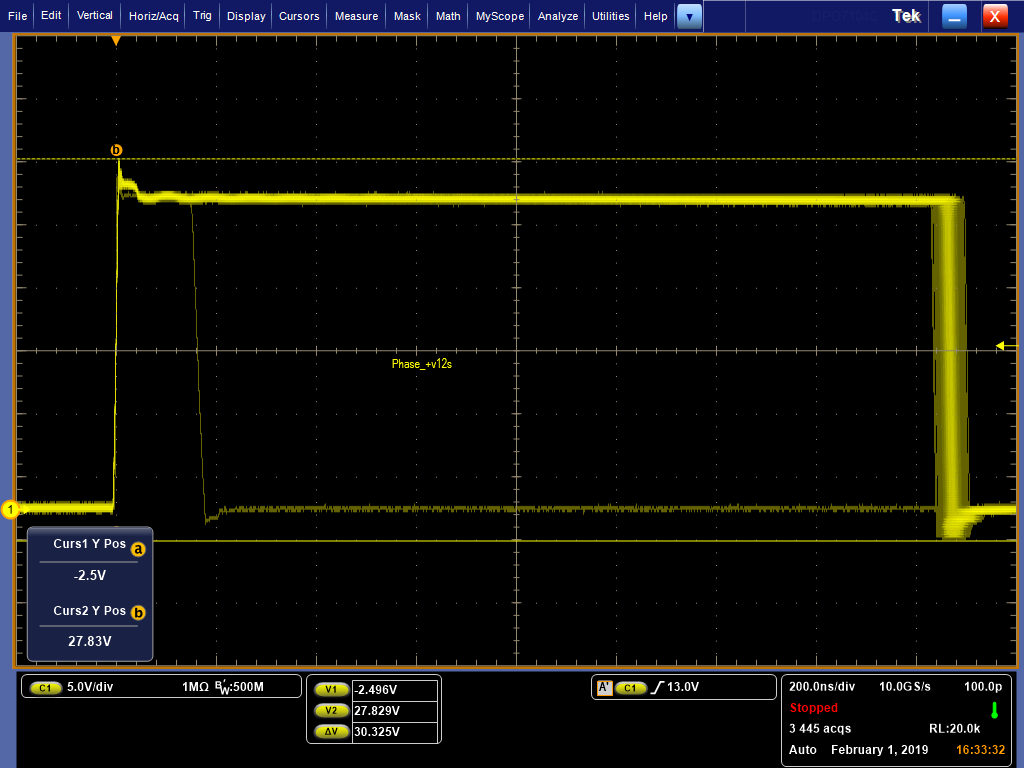 File Edit Vertical Horiz/Acq Trig Display Cursors Measure Mask Math MyScope Analyze Utilities Help Tek X
b
Phase_+v12s
1
Curs1 Y Pos a
-2.5V
Curs2 Y Pos b
27.83V
C1 5.0V/div 1MΩ BW:500M
V1 -2.496V
V2 27.829V
ΔV 30.325V
A' C1 13.0V
200.0ns/div 10.0GS/s 100.0p
Stopped
3 445 acqs RL:20.0k
Auto February 1, 2019 16:33:32